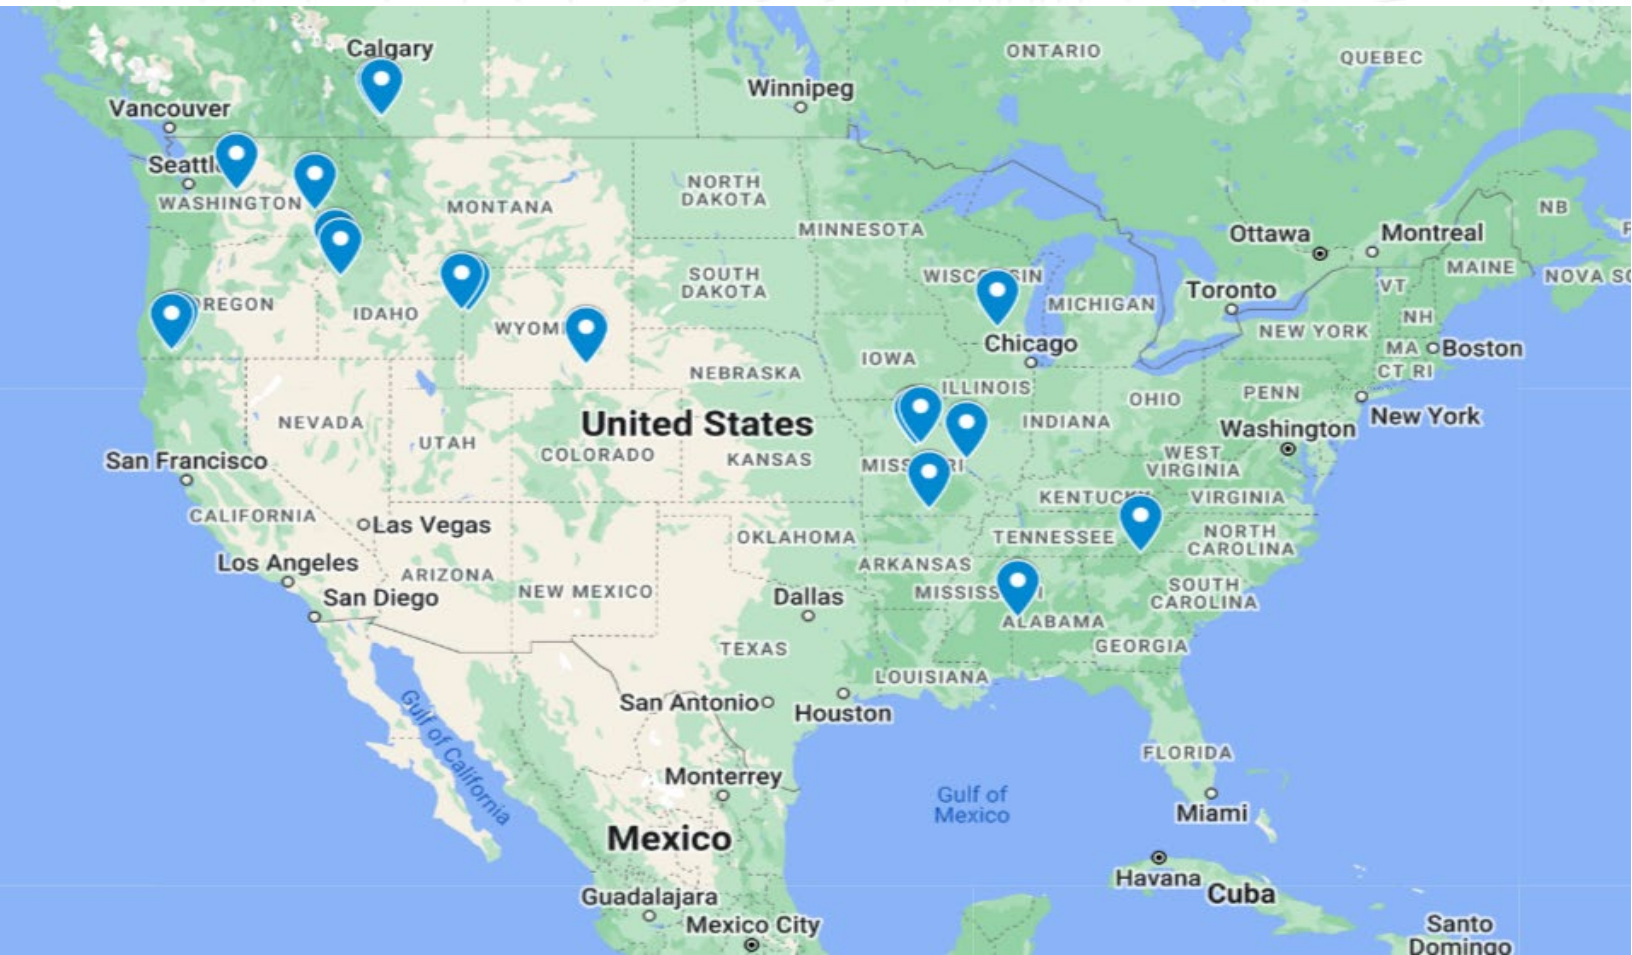 Calgary
ONTARIO
QUEBEC
Winnipeg
Vancouver
Seattl
WASHINGTON
MONTANA
NORTH
DAKOTA
MINNESOTA
NB
Ottawa
Montreal
MAINE
NOVA SC
SOUTH
DAKOTA
WISC
SIN
MICHIGAN
Toronto
VT
NH
NEW YORK
MA
Boston
CT RI
OREGON
IDAHO
WYOMI
Chicago
IOWA
NEBRASKA
ILLINOIS
PENN
OHIO
New York
NEVADA
United States
INDIANA
Washington
UTAH
COLORADO
KANSAS
MISS
RI
WEST
VIRGINIA
San Francisco
KENTUCKY
VIRGINIA
CALIFORNIA
Las Vegas
OKLAHOMA
TENNESSEE
NORTH
CAROLINA
Los Angeles
ARIZONA
NEW MEXICO
ARKANSAS
San Diego
Dallas
MISSISS
I
SOUTH
CAROLINA
ALABAMA
TEXAS
GEORGIA
LOUISIANA
San Antonio
Houston
Gulf of California
FLORIDA
Monterrey
Gulf of
Mexico
Miami
Mexico
Havana
Cuba
Guadalajara
Mexico City
Santo
Domingo